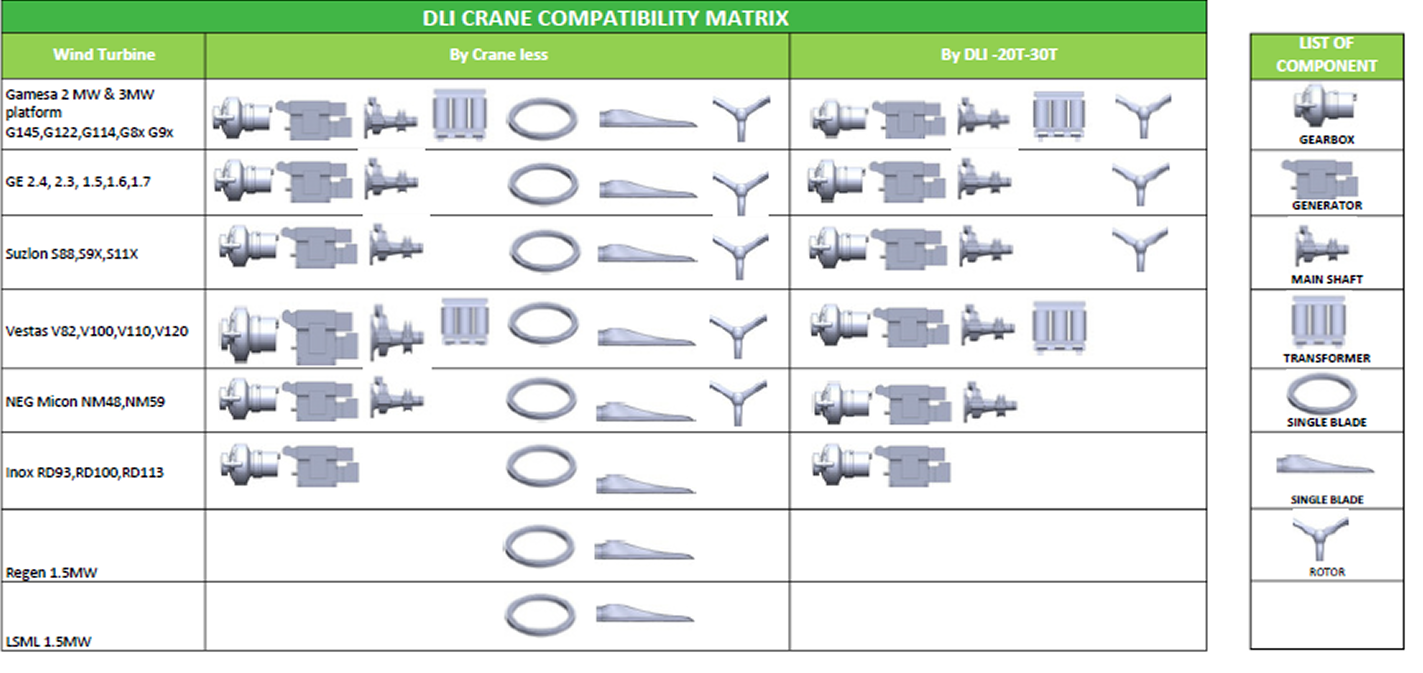 DLI CRANE COMPATIBILITY MATRIX
Wind Turbine
By Crane less
By DLI -20T-30T
Gamesa 2 MW & 3MW
platform
G145,G122,G114,G8x G9x
GE 2.4, 2.3, 1.5,1.6,1.7
Suzlon S88,S9X,S11X
Vestas V82,V100,V110,V120
NEG Micon NM48,NM59
Inox RD93,RD100,RD113
Regen 1.5MW
LSML 1.5MW
LIST OF
COMPONENT
GEARBOX
GENERATOR
MAIN SHAFT
TRANSFORMER
SINGLE BLADE
SINGLE BLADE
ROTOR